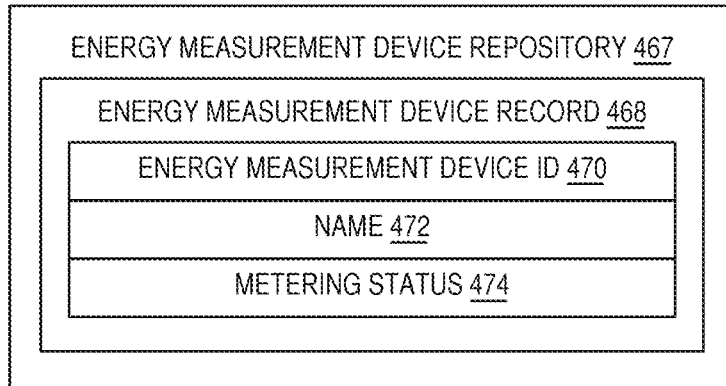 ENERGY MEASUREMENT DEVICE REPOSITORY 467
ENERGY MEASUREMENT DEVICE RECORD 468
ENERGY MEASUREMENT DEVICE ID 470
NAME 472
METERING STATUS 474